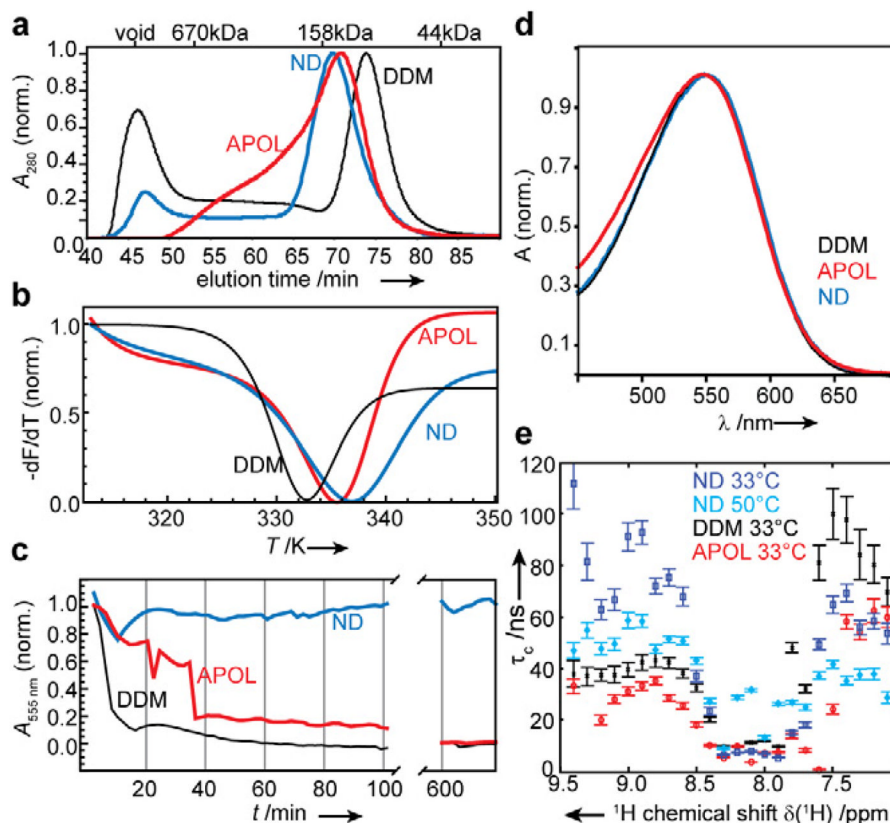 a
void 670kDa 158kDa 44kDa
1.0
0.8
0.6
0.4
0.2
0.0
A280 (norm.)
ND
DDM
APOL
40 45 50 55 60 65 70 75 80 85
elution time /min
b
1.0
0.5
0.0
-dF/dT (norm.)
APOL
ND
DDM
320 330 340 350
T /K
c
1.0
0.8
0.6
0.4
0.2
0.0
A555 nm (norm.)
ND
APOL
DDM
20 40 60 80 100 600
t /min
d
0.9
0.7
0.5
0.3
0.1
A (norm.)
DDM
APOL
ND
500 550 600 650
λ /nm
e
120
100
80
60
40
20
0
τc /ns
ND 33°C
ND 50°C
DDM 33°C
APOL 33°C
9.5 9.0 8.5 8.0 7.5
¹H chemical shift δ(¹H) /ppm